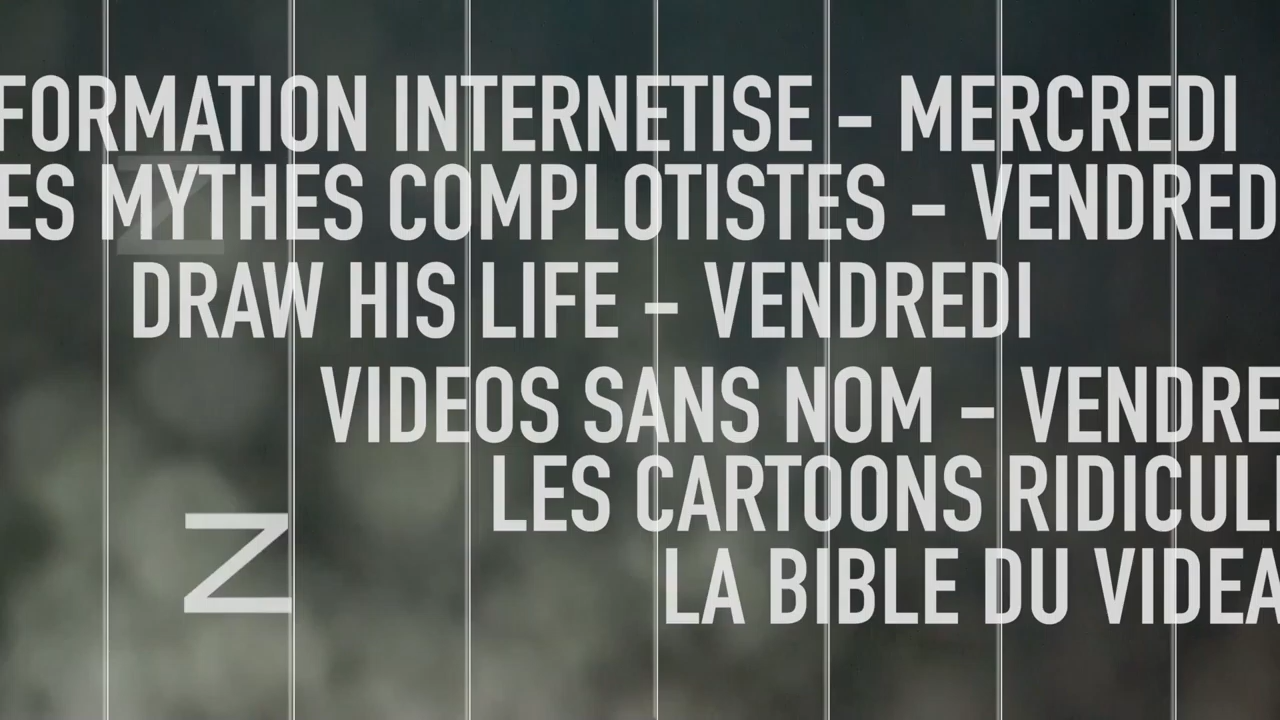 FORMATION INTERNETISE – MERCREDI
ES MYTHES COMPLOTISTES – VENDRED
DRAW HIS LIFE – VENDREDI
VIDEOS SANS NOM – VENDRE
LES CARTOONS RIDICUL
LA BIBLE DU VIDEA